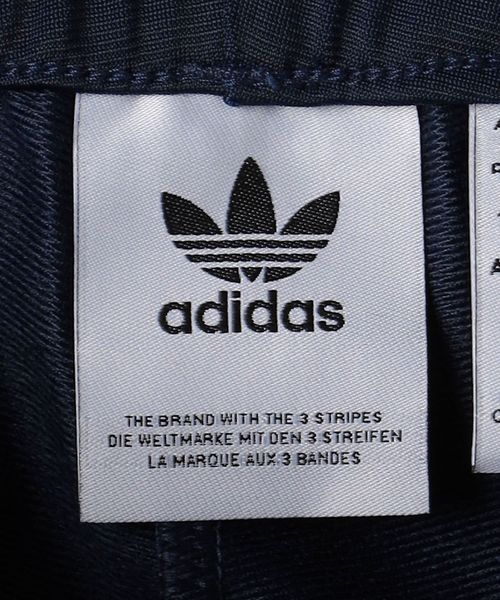 adidas
THE BRAND WITH THE 3 STRIPES
DIE WELTMARKE MIT DEN 3 STREIFEN
LA MARQUE AUX 3 BANDES